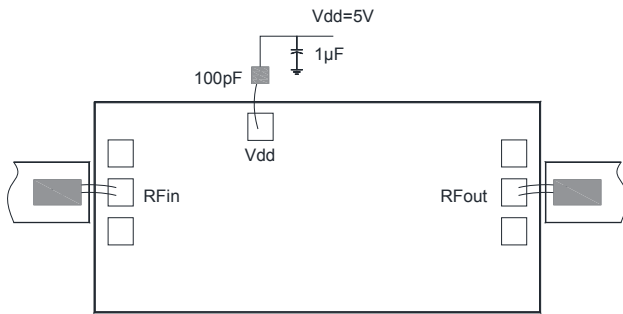 Vdd=5V
1µF
100pF
Vdd
RFin
RFout